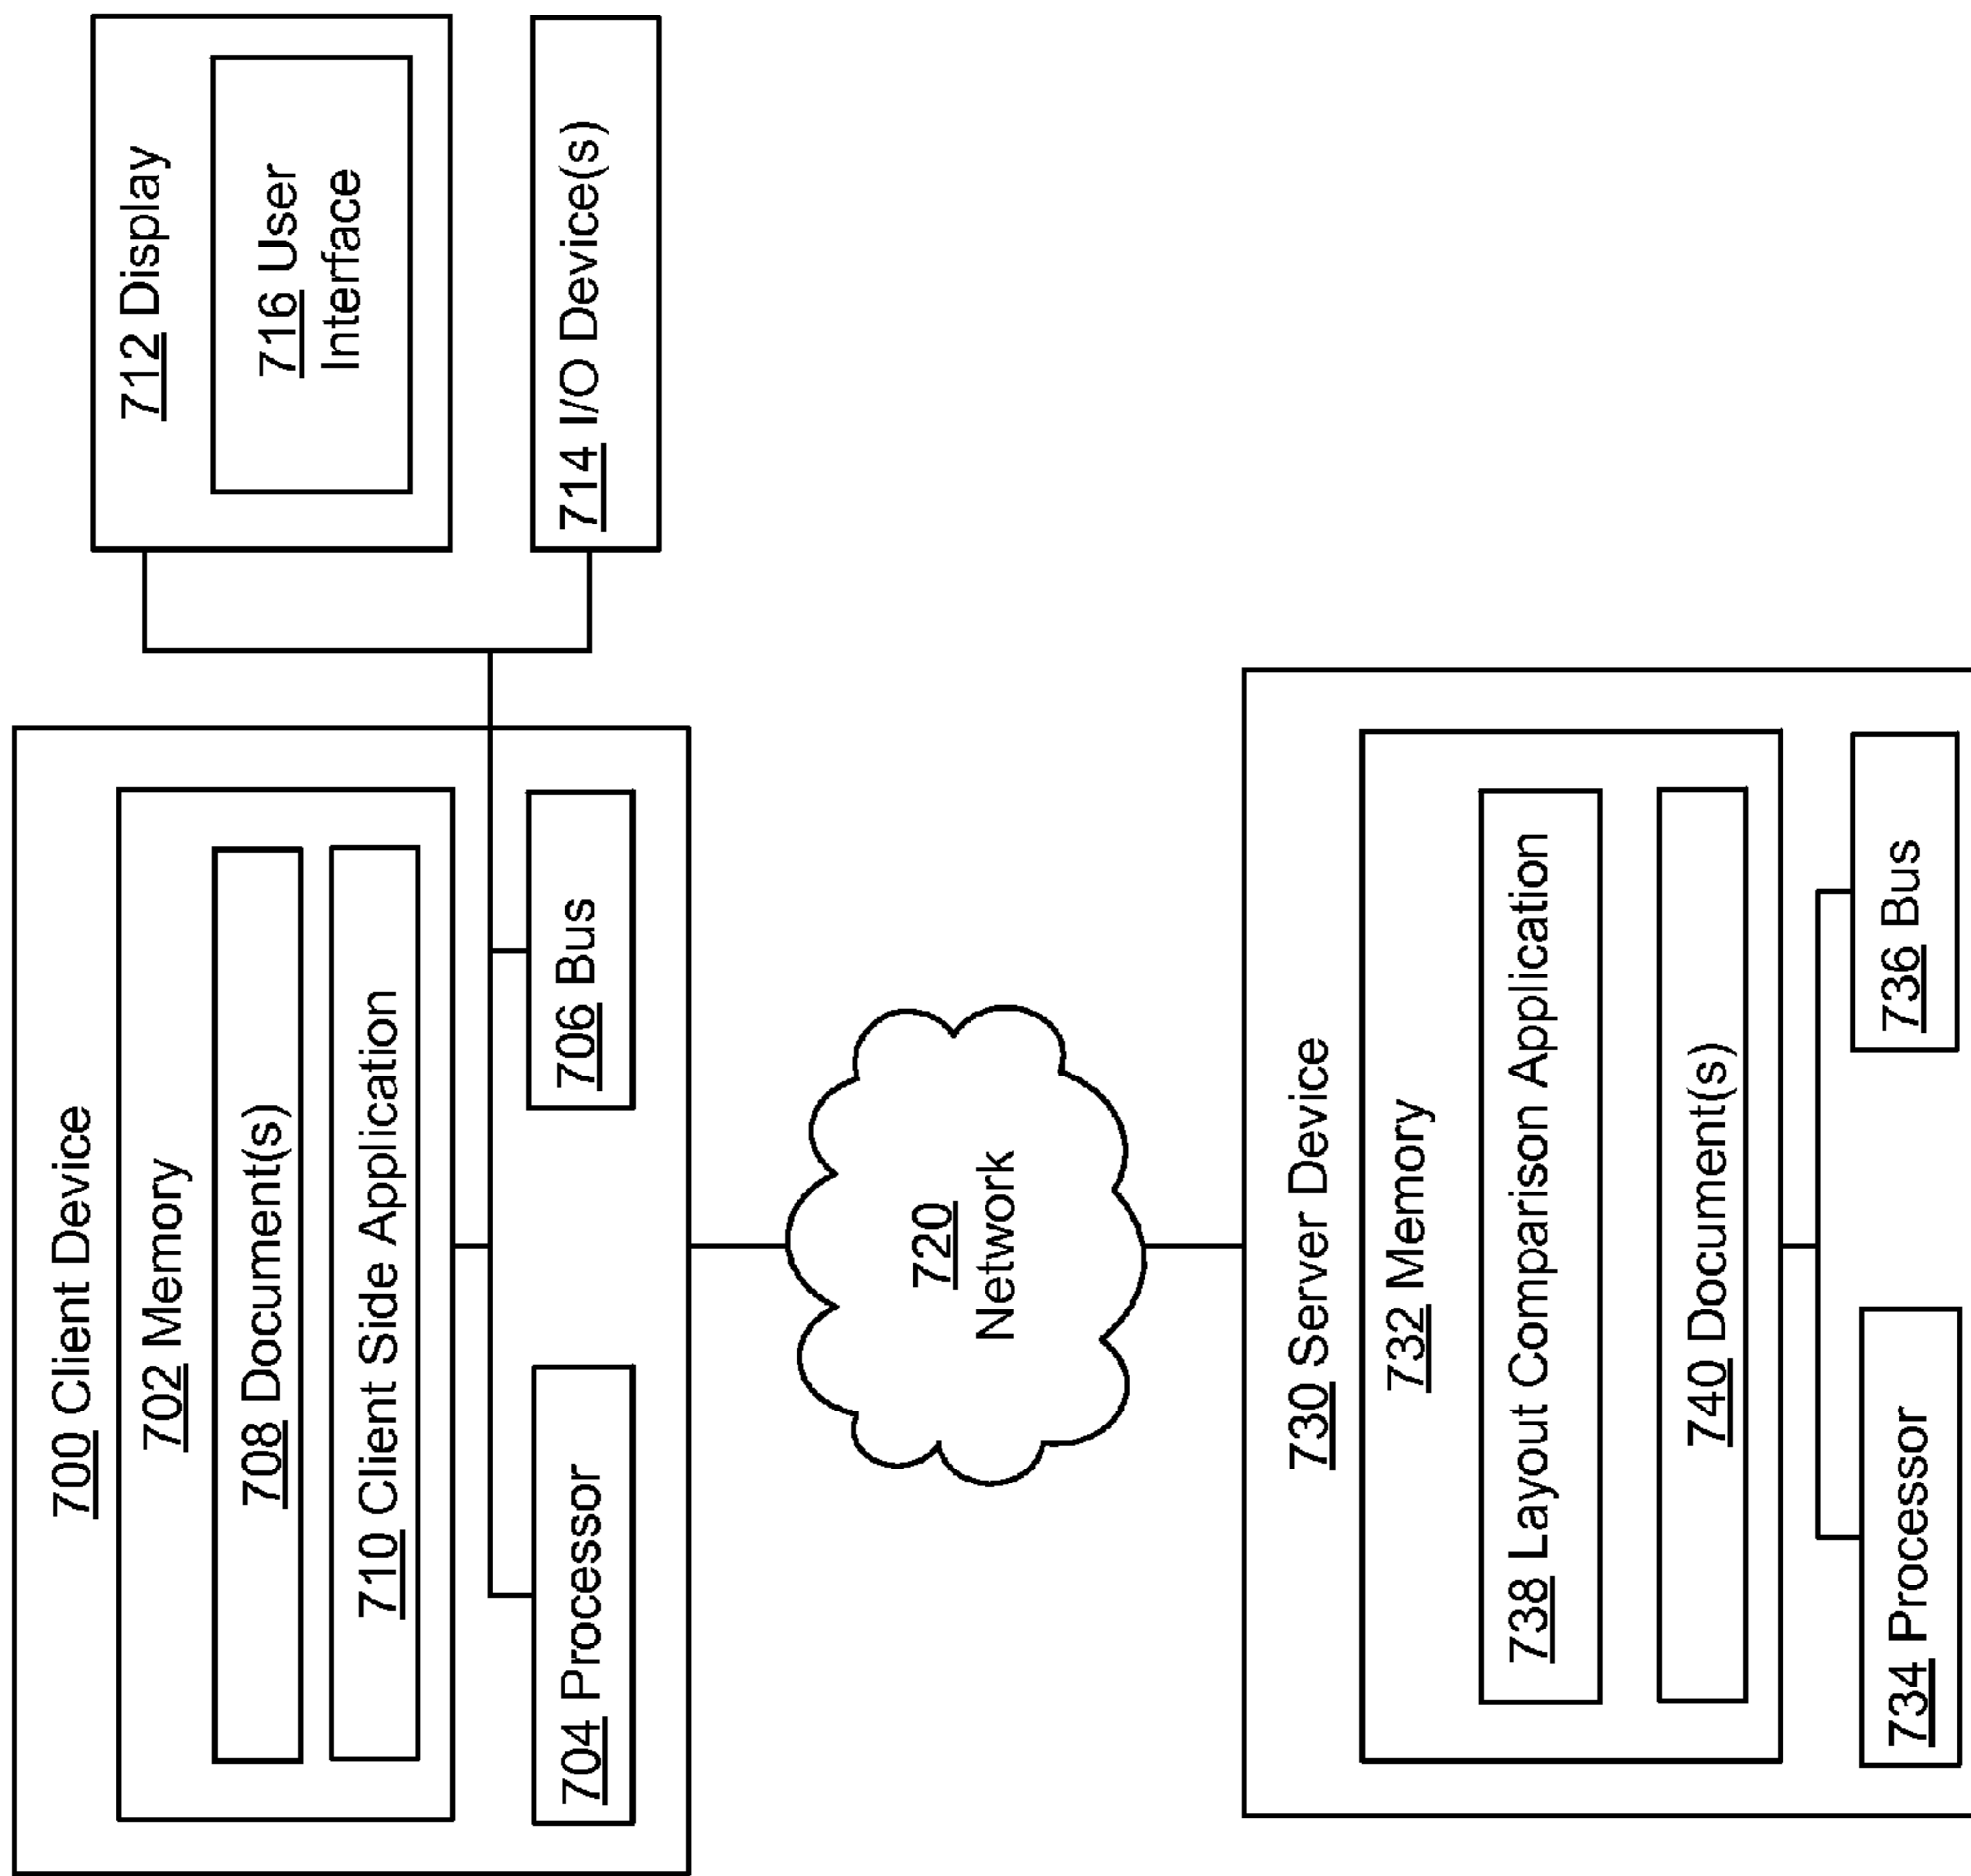 700 Client Device
702 Memory
708 Document(s)
710 Client Side Application
704 Processor
706 Bus
712 Display
716 User
Interface
714 I/O Device(s)
720
Network
730 Server Device
732 Memory
738 Layout Comparison Application
740 Document(s)
734 Processor
736 Bus